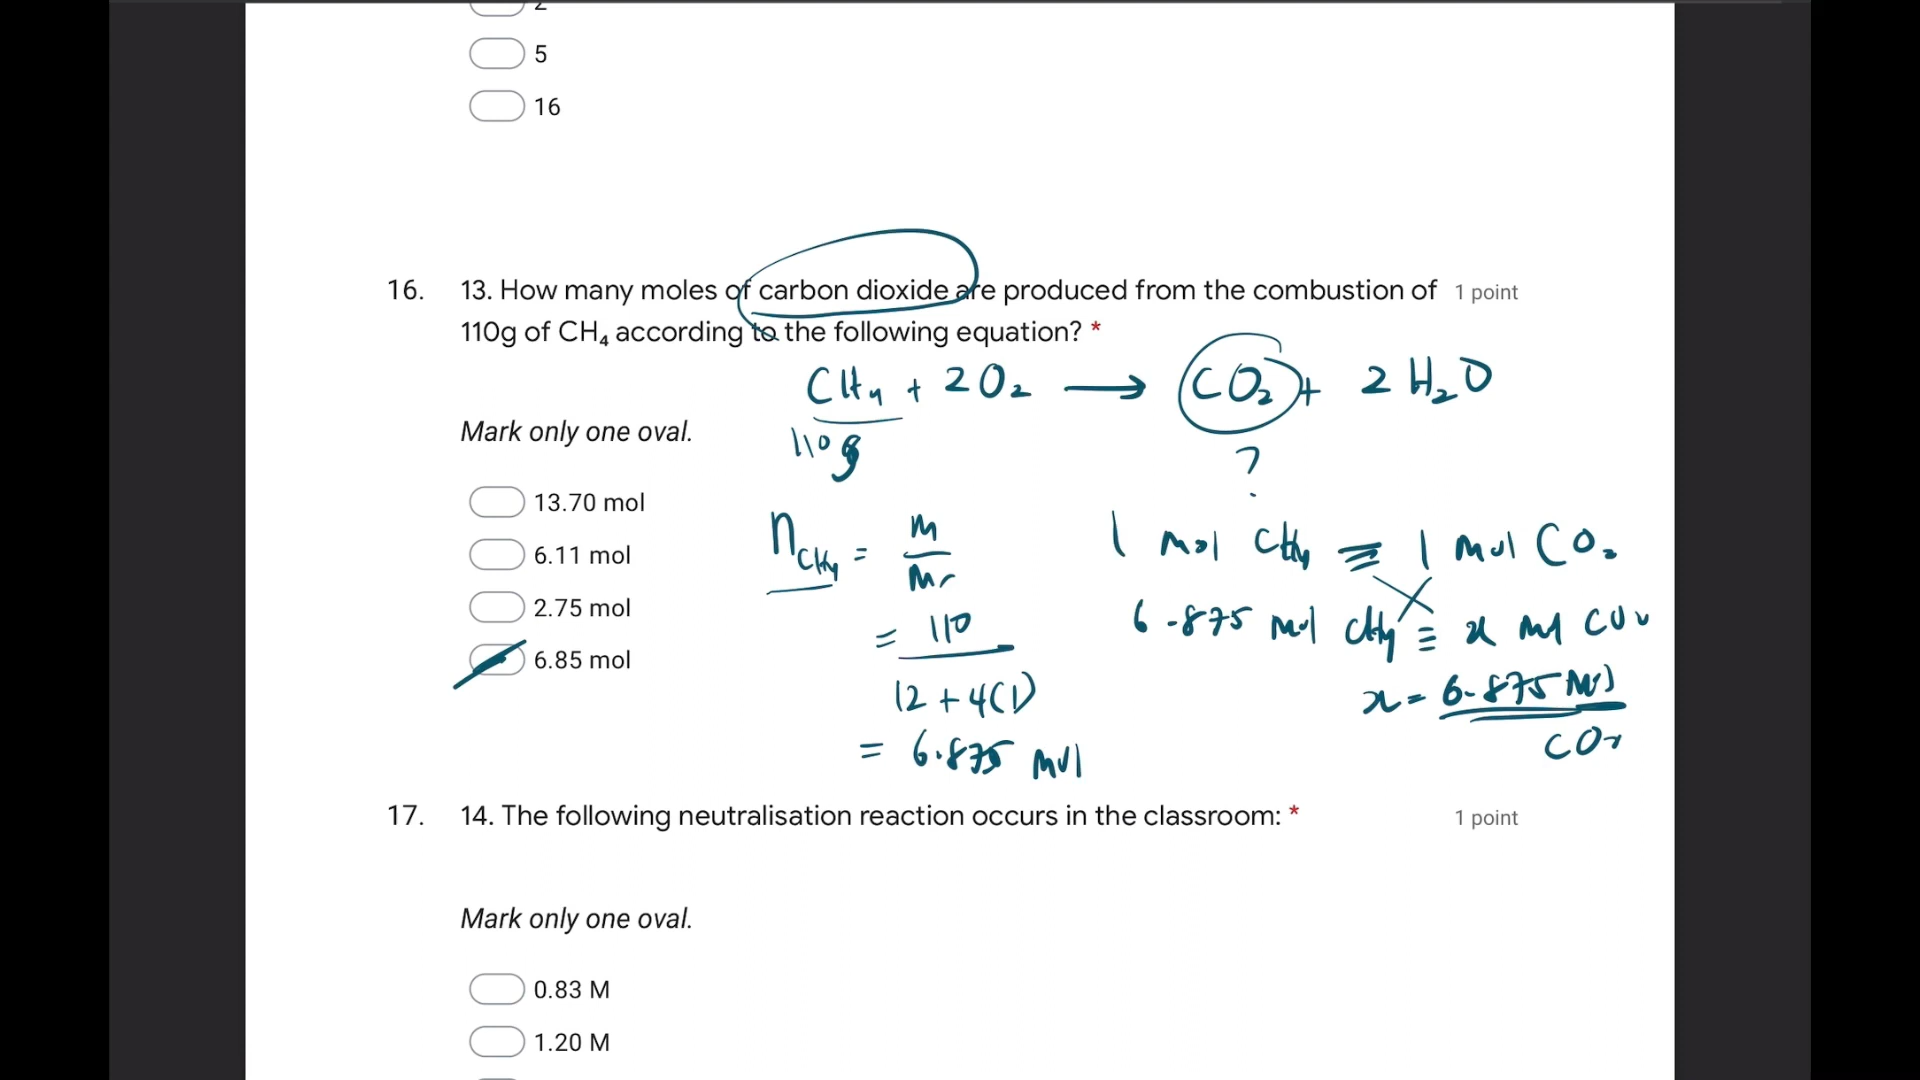 2
5
16
16. 13. How many moles of carbon dioxide are produced from the combustion of 1 point
110g of CH₄ according to the following equation? *
CH₄ + 2O₂ → CO₂ + 2H₂O
110g
?
Mark only one oval.
13.70 mol
6.11 mol
2.75 mol
6.85 mol
nCH₄ = m/Mr
= 110/12 + 4(1)
= 6.875 mol
1 mol CH₄ ≡ 1 mol CO₂
6.875 mol CH₄ ≡ x mol CO₂
x = 6.875 mol
CO₂
17. 14. The following neutralisation reaction occurs in the classroom: * 1 point
Mark only one oval.
0.83 M
1.20 M